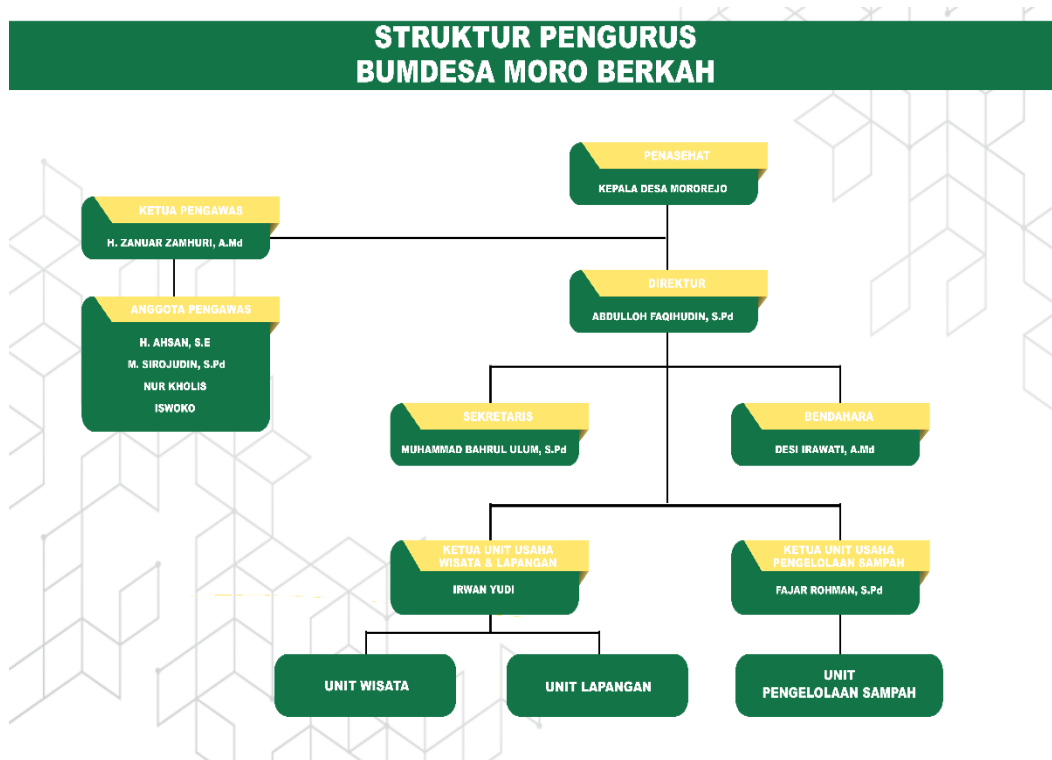 STRUKTUR PENGURUS
BUMDESA MORO BERKAH
PENASEHAT
KEPALA DESA MOROREJO
KETUA PENGAWAS
H. ZANUAR ZAMHURI, A.Md
DIREKTUR
ABDULLOH FAQIHUDIN, S.Pd
ANGGOTA PENGAWAS
H. AHSAN, S.E
M. SIROJUDIN, S.Pd
NUR KHOLIS
ISWOKO
SEKRETARIS
MUHAMMAD BAHRUL ULUM, S.Pd
BENDAHARA
DESI IRAWATI, A.Md
KETUA UNIT USAHA
WISATA & LAPANGAN
IRWAN YUDI
KETUA UNIT USAHA
PENGELOLAAN SAMPAH
FAJAR ROHMAN, S.Pd
UNIT WISATA
UNIT LAPANGAN
UNIT
PENGELOLAAN SAMPAH